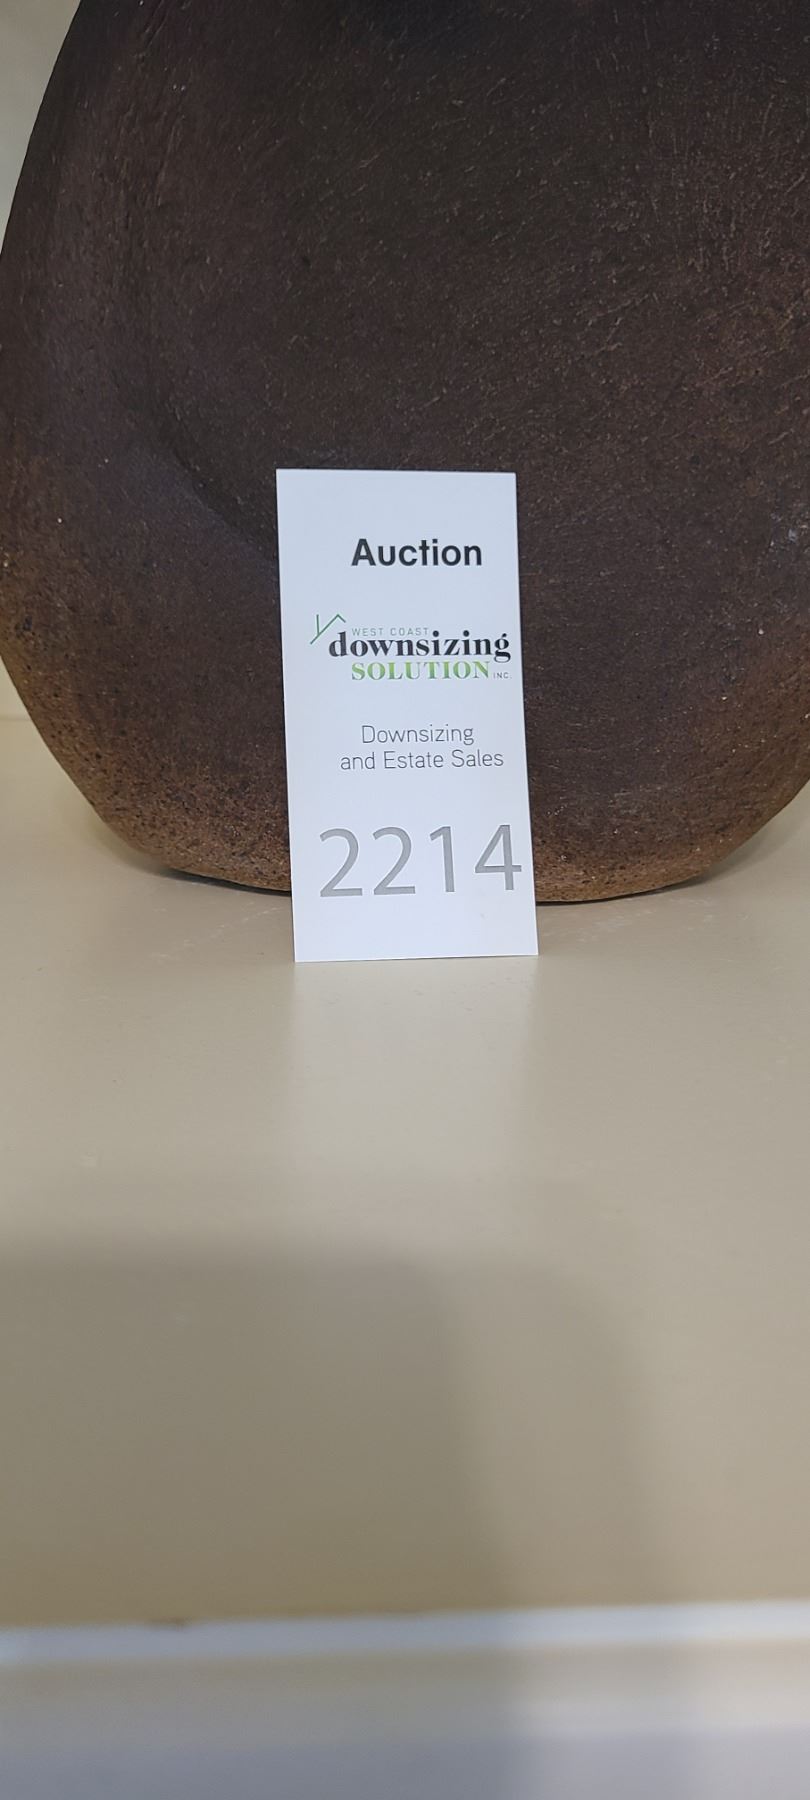 Auction
WEST COAST
downsizing
SOLUTION INC.
Downsizing
and Estate Sales
2214